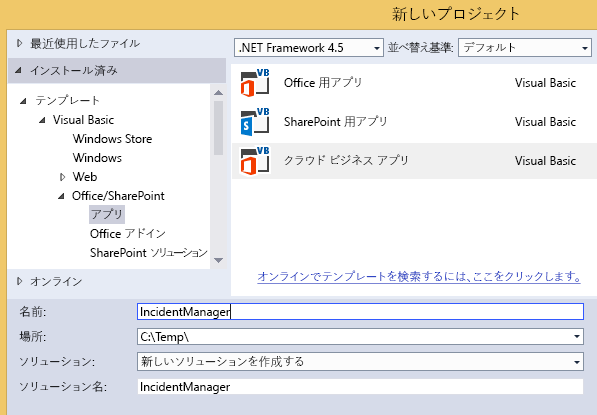 新しいプロジェクト
最近使用したファイル
.NET Framework 4.5 並べ替え基準: デフォルト
インストール済み
テンプレート
Visual Basic
Windows Store
Windows
Web
Office/SharePoint
アプリ
Office アドイン
SharePoint ソリューション
オンライン
VB Office 用アプリ Visual Basic
VB SharePoint 用アプリ Visual Basic
VB クラウド ビジネス アプリ Visual Basic
オンラインでテンプレートを検索するには、ここをクリックします。
名前: IncidentManager
場所: C:\Temp\
ソリューション: 新しいソリューションを作成する
ソリューション名: IncidentManager